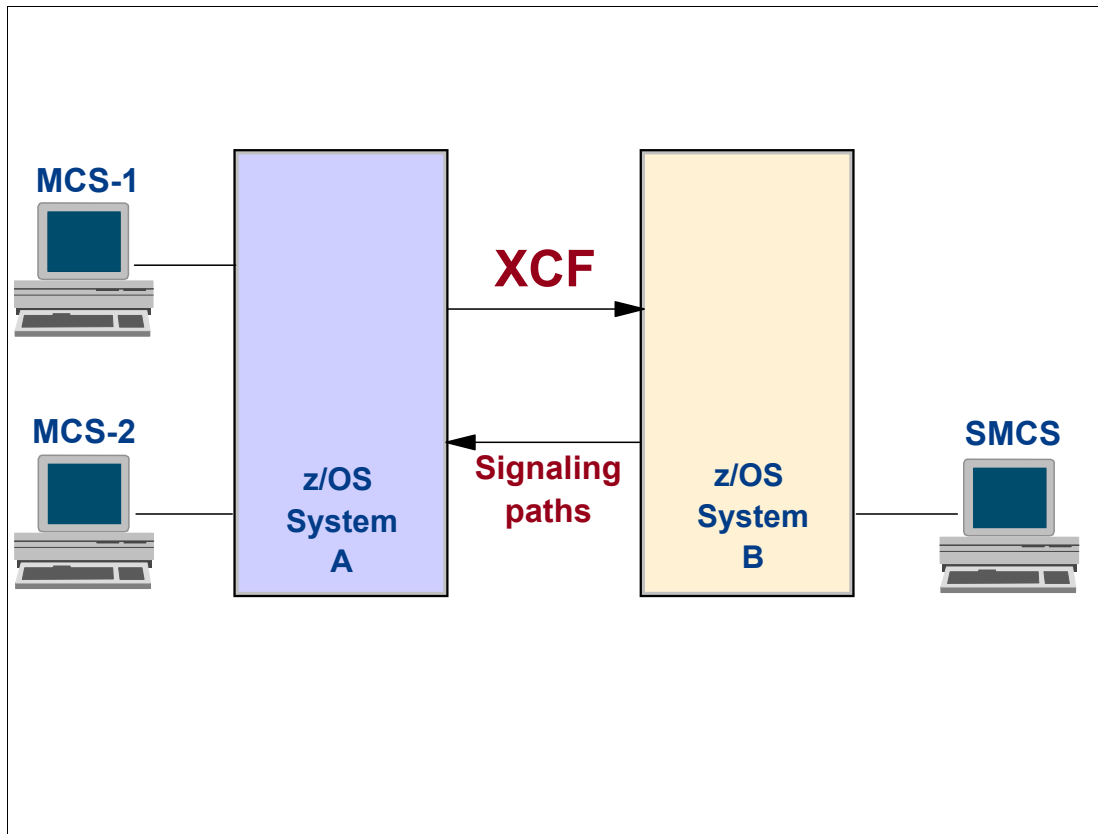 MCS-1
XCF
MCS-2
SMCS
Signaling
paths
z/OS
System
A
z/OS
System
B